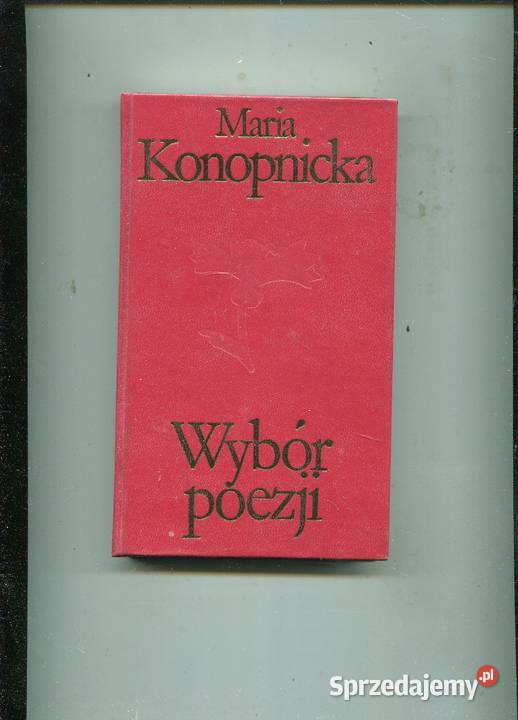 Maria
Konopnicka
Wybór
poezji
Sprzedajemy.pl